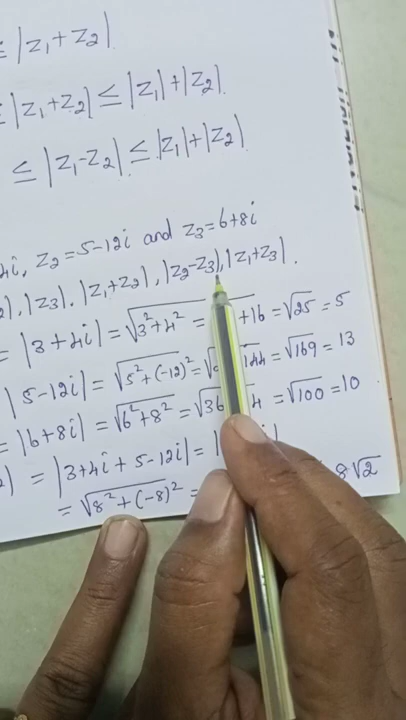 ≤ |z₁+z₂|
≤ |z₁+z₂| ≤ |z₁|+|z₂|
≤ |z₁-z₂| ≤ |z₁|+|z₂|
4i, z₂=5-12i and z₃=6+8i
|z₃|, |z₁+z₂|, |z₂-z₃|, |z₁+z₃|.
= |3+4i| = √3²+4² = +16 = √25 = 5
|5-12i| = √5²+(-12)² = √ 144 = √169 = 13
= |6+8i| = √6²+8² = √36 4 = √100 = 10
= |3+4i+5-12i| = |
= √8²+(-8)² = 8√2